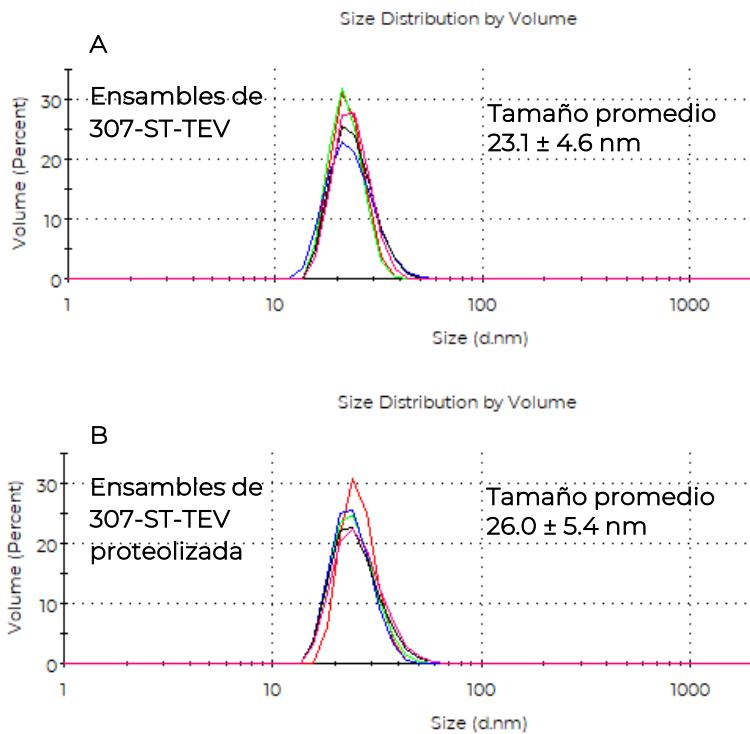 Size Distribution by Volume
A
Ensambles de
307-ST-TEV
Tamaño promedio
23.1 ± 4.6 nm
Volume (Percent)
30
20
10
0
1 10 100 1000
Size (d.nm)
Size Distribution by Volume
B
Ensambles de
307-ST-TEV
proteolizada
Tamaño promedio
26.0 ± 5.4 nm
Volume (Percent)
30
20
10
0
1 10 100 1000
Size (d.nm)